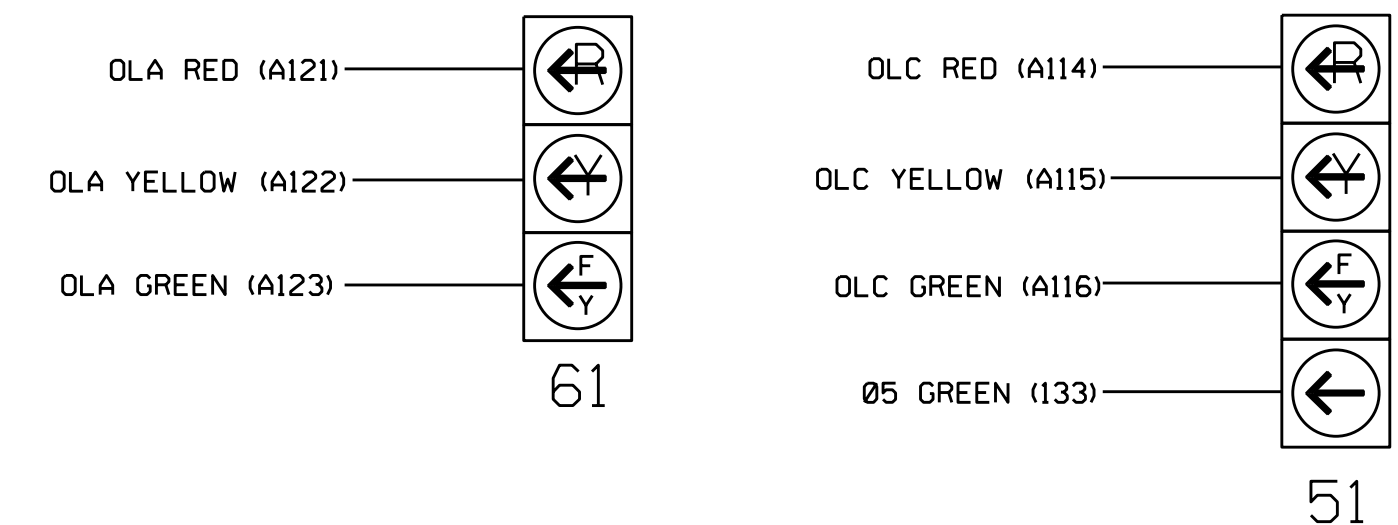 OLA RED (A121)
R
OLA YELLOW (A122)
Y
OLA GREEN (A123)
F
Y
61
OLC RED (A114)
R
OLC YELLOW (A115)
Y
OLC GREEN (A116)
F
Y
Ø5 GREEN (133)
51